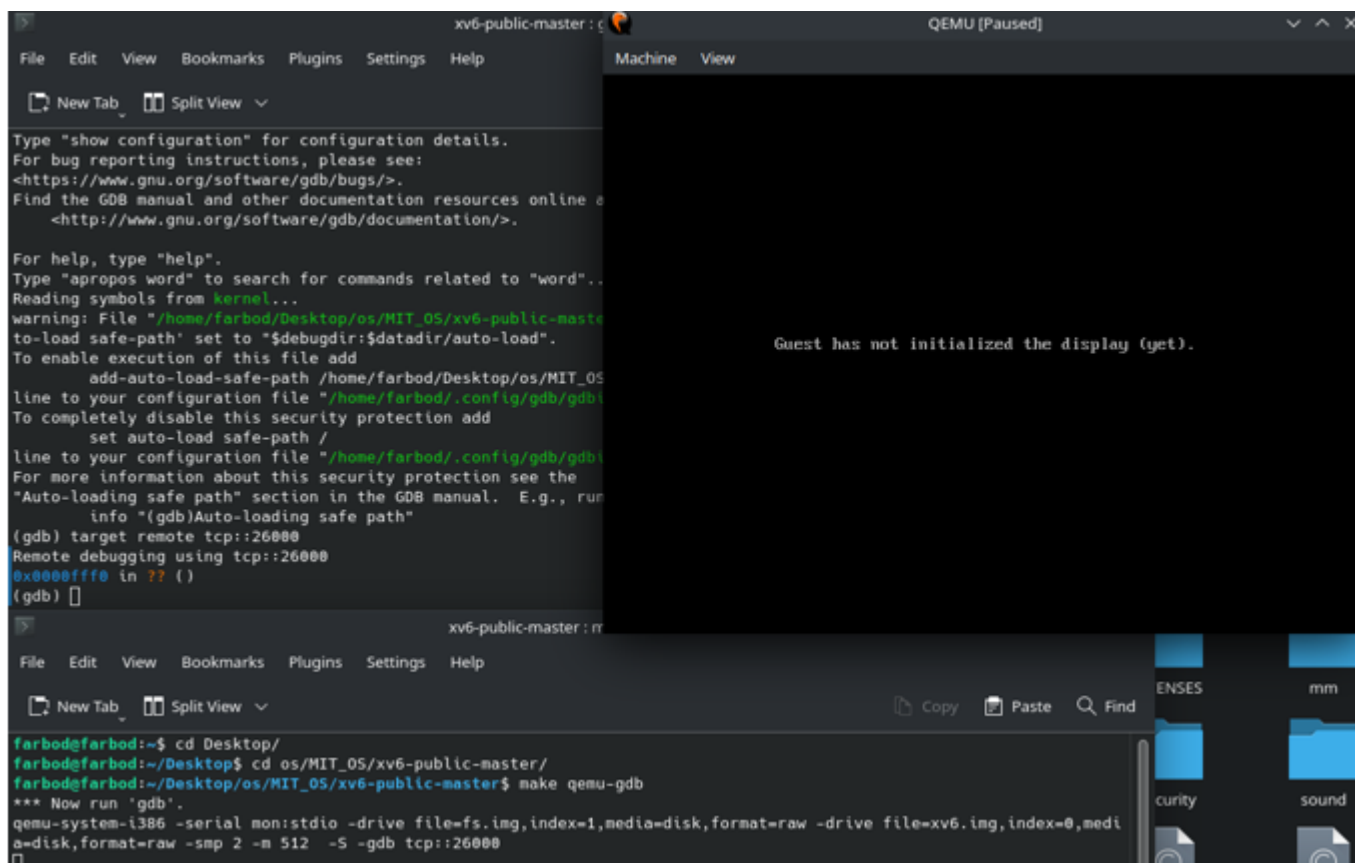 xv6-public-master :
File Edit View Bookmarks Plugins Settings Help
New Tab Split View
Type "show configuration" for configuration details.
For bug reporting instructions, please see:
<https://www.gnu.org/software/gdb/bugs/>.
Find the GDB manual and other documentation resources online
<http://www.gnu.org/software/gdb/documentation/>.
For help, type "help".
Type "apropos word" to search for commands related to "word"..
Reading symbols from kernel...
warning: File "/home/farbod/Desktop/os/MIT_OS/xv6-public-maste
to-load safe-path' set to "$debugdir:$datadir/auto-load".
To enable execution of this file add
add-auto-load-safe-path /home/farbod/Desktop/os/MIT_OS
line to your configuration file "/home/farbod/.config/gdb/gdbi
To completely disable this security protection add
set auto-load safe-path /
line to your configuration file "/home/farbod/.config/gdb/gdbi
For more information about this security protection see the
"Auto-loading safe path" section in the GDB manual. E.g., run
info "(gdb)Auto-loading safe path"
(gdb) target remote tcp::26000
Remote debugging using tcp::26000
0x0000fff0 in ?? ()
(gdb)
QEMU [Paused]
Machine View
Guest has not initialized the display (yet).
xv6-public-master : m
File Edit View Bookmarks Plugins Settings Help
New Tab Split View Copy Paste Find
farbod@farbod:~$ cd Desktop/
farbod@farbod:~/Desktop$ cd os/MIT_OS/xv6-public-master/
farbod@farbod:~/Desktop/os/MIT_OS/xv6-public-master$ make qemu-gdb
*** Now run 'gdb'.
qemu-system-i386 -serial mon:stdio -drive file=fs.img,index=1,media=disk,format=raw -drive file=xv6.img,index=0,medi
a=disk,format=raw -smp 2 -m 512 -S -gdb tcp::26000
ENSES mm
curity sound